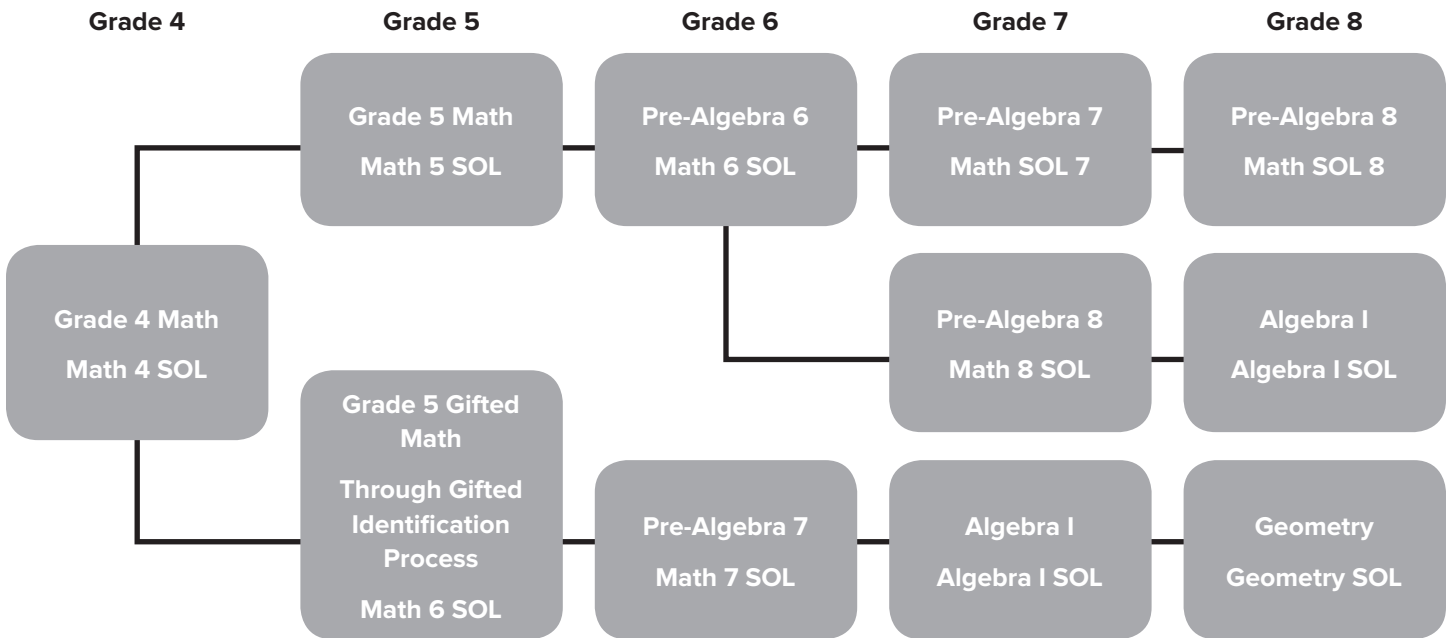 Grade 4
Grade 5
Grade 6
Grade 7
Grade 8
Grade 5 Math
Math 5 SOL
Pre-Algebra 6
Math 6 SOL
Pre-Algebra 7
Math SOL 7
Pre-Algebra 8
Math SOL 8
Grade 4 Math
Math 4 SOL
Pre-Algebra 8
Math 8 SOL
Algebra I
Algebra I SOL
Grade 5 Gifted
Math
Through Gifted
Identification
Process
Math 6 SOL
Pre-Algebra 7
Math 7 SOL
Algebra I
Algebra I SOL
Geometry
Geometry SOL